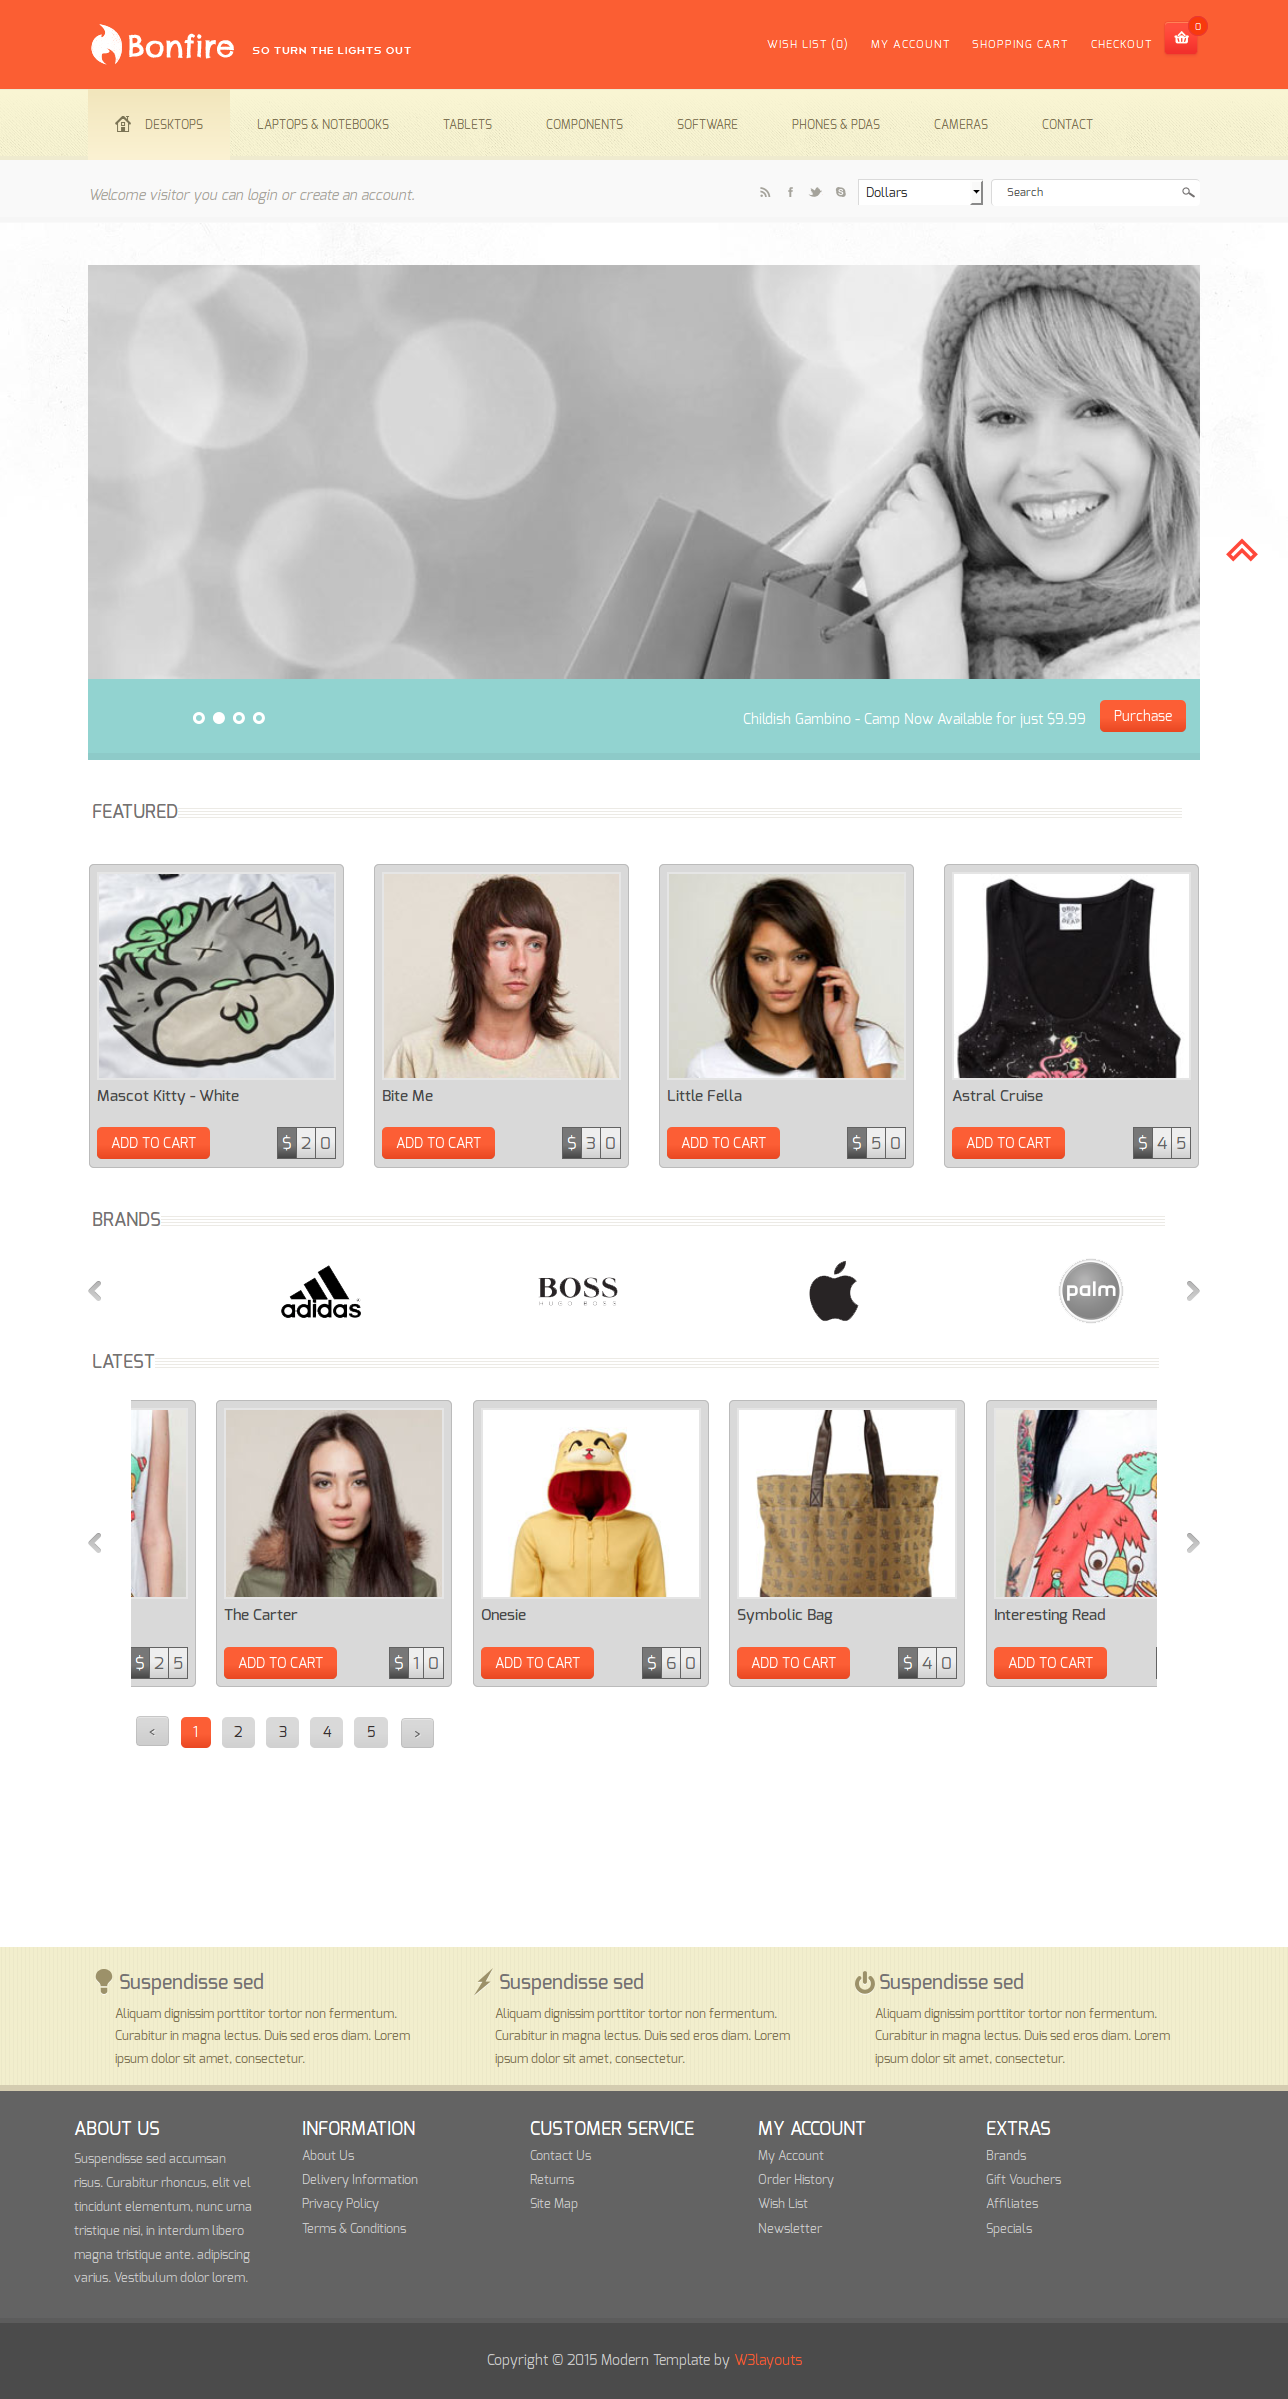 Bonfire SO TURN THE LIGHTS OUT
WISH LIST (0) MY ACCOUNT SHOPPING CART CHECKOUT 0
DESKTOPS LAPTOPS & NOTEBOOKS TABLETS COMPONENTS SOFTWARE PHONES & PDAS CAMERAS CONTACT
Welcome visitor you can login or create an account. Dollars Search
Childish Gambino - Camp Now Available for just $9.99 Purchase
FEATURED
Mascot Kitty - White Bite Me Little Fella Astral Cruise
ADD TO CART $ 2 0 ADD TO CART $ 3 0 ADD TO CART $ 5 0 ADD TO CART $ 4 5
BRANDS
adidas BOSS HUGO BOSS palm
LATEST
The Carter Onesie Symbolic Bag Interesting Read
$ 2 5 ADD TO CART $ 1 0 ADD TO CART $ 6 0 ADD TO CART $ 4 0 ADD TO CART
< 1 2 3 4 5 >
Suspendisse sed
Aliquam dignissim porttitor tortor non fermentum.
Curabitur in magna lectus. Duis sed eros diam. Lorem
ipsum dolor sit amet, consectetur.
Suspendisse sed
Aliquam dignissim porttitor tortor non fermentum.
Curabitur in magna lectus. Duis sed eros diam. Lorem
ipsum dolor sit amet, consectetur.
Suspendisse sed
Aliquam dignissim porttitor tortor non fermentum.
Curabitur in magna lectus. Duis sed eros diam. Lorem
ipsum dolor sit amet, consectetur.
ABOUT US
Suspendisse sed accumsan
risus. Curabitur rhoncus, elit vel
tincidunt elementum, nunc urna
tristique nisi, in interdum libero
magna tristique ante. adipiscing
varius. Vestibulum dolor lorem.
INFORMATION
About Us
Delivery Information
Privacy Policy
Terms & Conditions
CUSTOMER SERVICE
Contact Us
Returns
Site Map
MY ACCOUNT
My Account
Order History
Wish List
Newsletter
EXTRAS
Brands
Gift Vouchers
Affiliates
Specials
Copyright © 2015 Modern Template by W3layouts